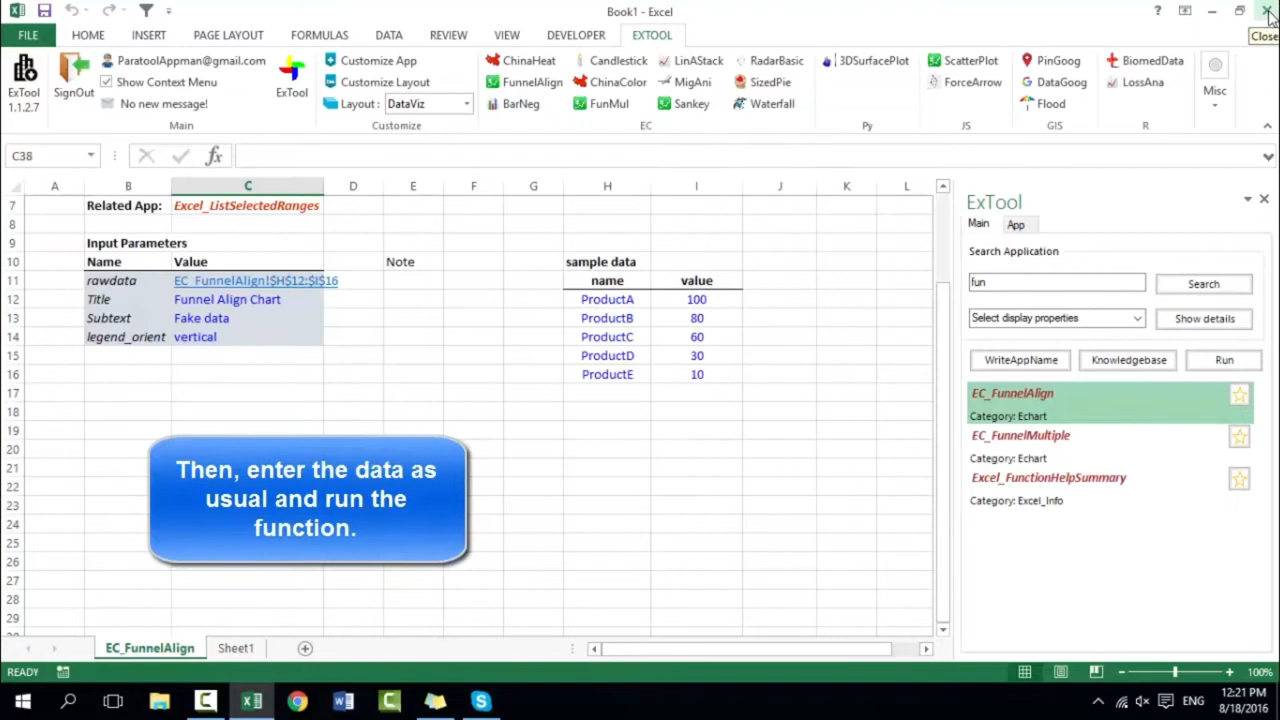 Book1 - Excel
?
Close
FILE HOME INSERT PAGE LAYOUT FORMULAS DATA REVIEW VIEW DEVELOPER EXTOOL
ExTool
1.1.2.7
SignOut
ParatoolAppman@gmail.com
Show Context Menu
No new message!
Main
ExTool
Customize App
Customize Layout
Layout : DataViz
Customize
ChinaHeat Candlestick LinAStack RadarBasic
FunnelAlign ChinaColor MigAni SizedPie
BarNeg FunMul Sankey Waterfall
EC
3DSurfacePlot
Py
ScatterPlot
ForceArrow
JS
PinGoog
DataGoog
Flood
GIS
BiomedData
LossAna
R
Misc
C38
fx
A B C D E F G H I J K L
7 Related App: Excel_ListSelectedRanges
8
9 Input Parameters
10 Name Value Note sample data
11 rawdata EC_FunnelAlign!$H$12:$I$16 name value
12 Title Funnel Align Chart ProductA 100
13 Subtext Fake data ProductB 80
14 legend_orient vertical ProductC 60
15 ProductD 30
16 ProductE 10
17
18
19
20
21
22
23
24
25
26
27
28
29
Then, enter the data as
usual and run the
function.
ExTool
Main App
Search Application
fun Search
Select display properties Show details
WriteAppName Knowledgebase Run
EC_FunnelAlign
Category: Echart
EC_FunnelMultiple
Category: Echart
Excel_FunctionHelpSummary
Category: Excel_Info
EC_FunnelAlign Sheet1
READY
100%
ENG
12:21 PM
8/18/2016